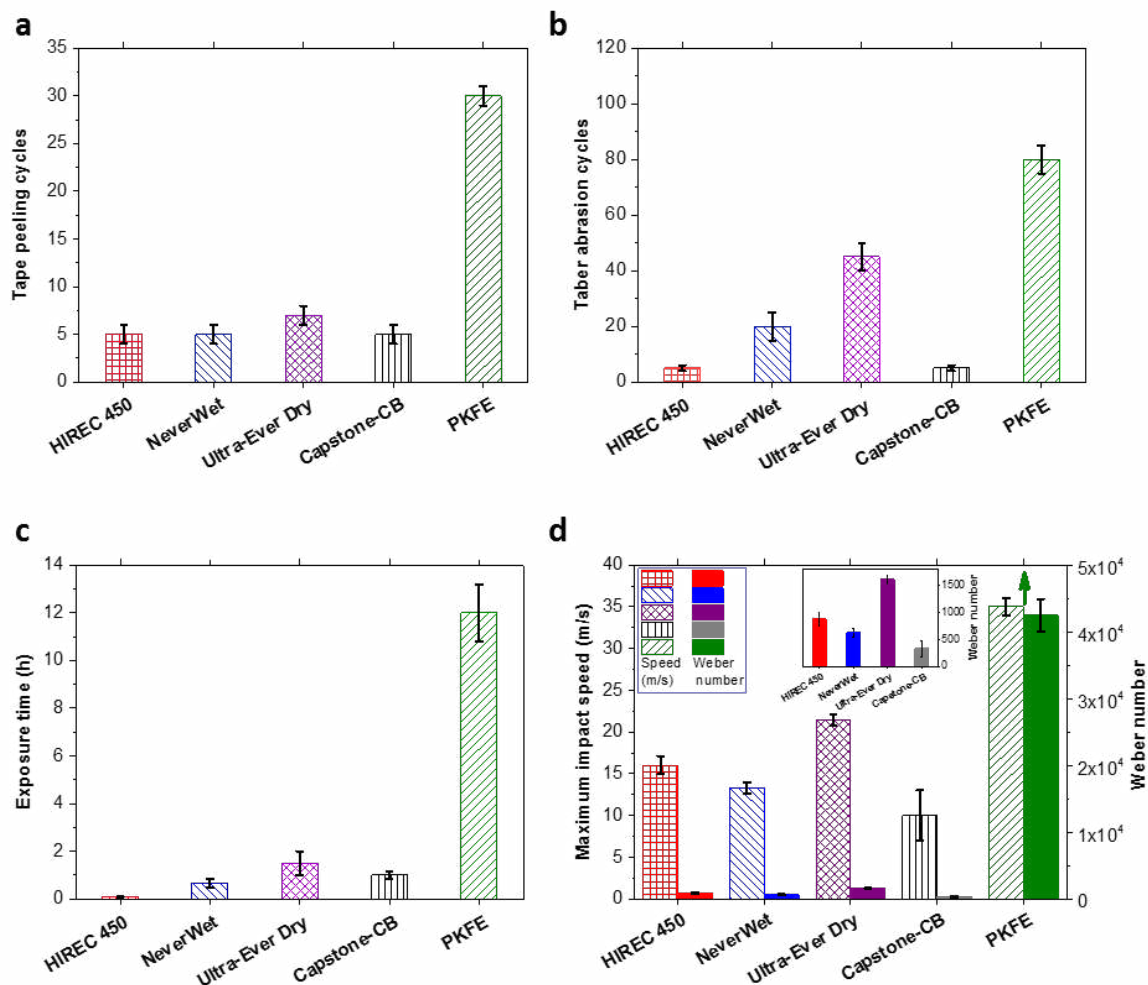 a
35
30
25
20
15
10
5
0
Tape peeling cycles
HIREC 450
NeverWet
Ultra-Ever Dry
Capstone-CB
PKFE
b
120
100
80
60
40
20
0
Taber abrasion cycles
HIREC 450
NeverWet
Ultra-Ever Dry
Capstone-CB
PKFE
c
14
12
10
8
6
4
2
0
Exposure time (h)
HIREC 450
NeverWet
Ultra-Ever Dry
Capstone-CB
PKFE
d
40
35
30
25
20
15
10
5
0
Maximum impact speed (m/s)
Speed Weber
(m/s) number
1500
1000
500
0
Weber number
HIREC 450
NeverWet
Ultra-Ever Dry
Capstone-CB
5x10⁴
4x10⁴
3x10⁴
2x10⁴
1x10⁴
0
Weber number
HIREC 450
NeverWet
Ultra-Ever Dry
Capstone-CB
PKFE